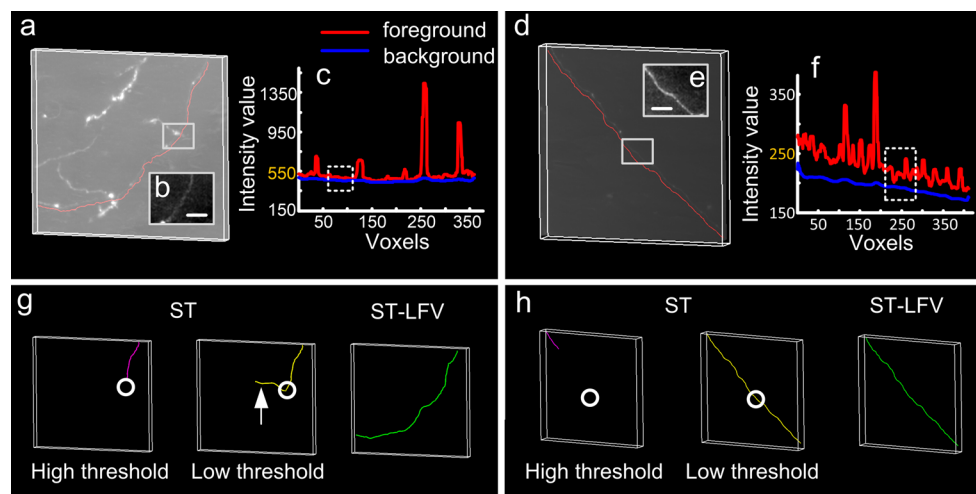 a
foreground
background
b
c
Intensity value
1350
950
550
150
50
150
250
350
Voxels
d
e
f
Intensity value
350
250
150
50
150
250
350
Voxels
g
ST
ST-LFV
High threshold
Low threshold
h
ST
ST-LFV
High threshold
Low threshold